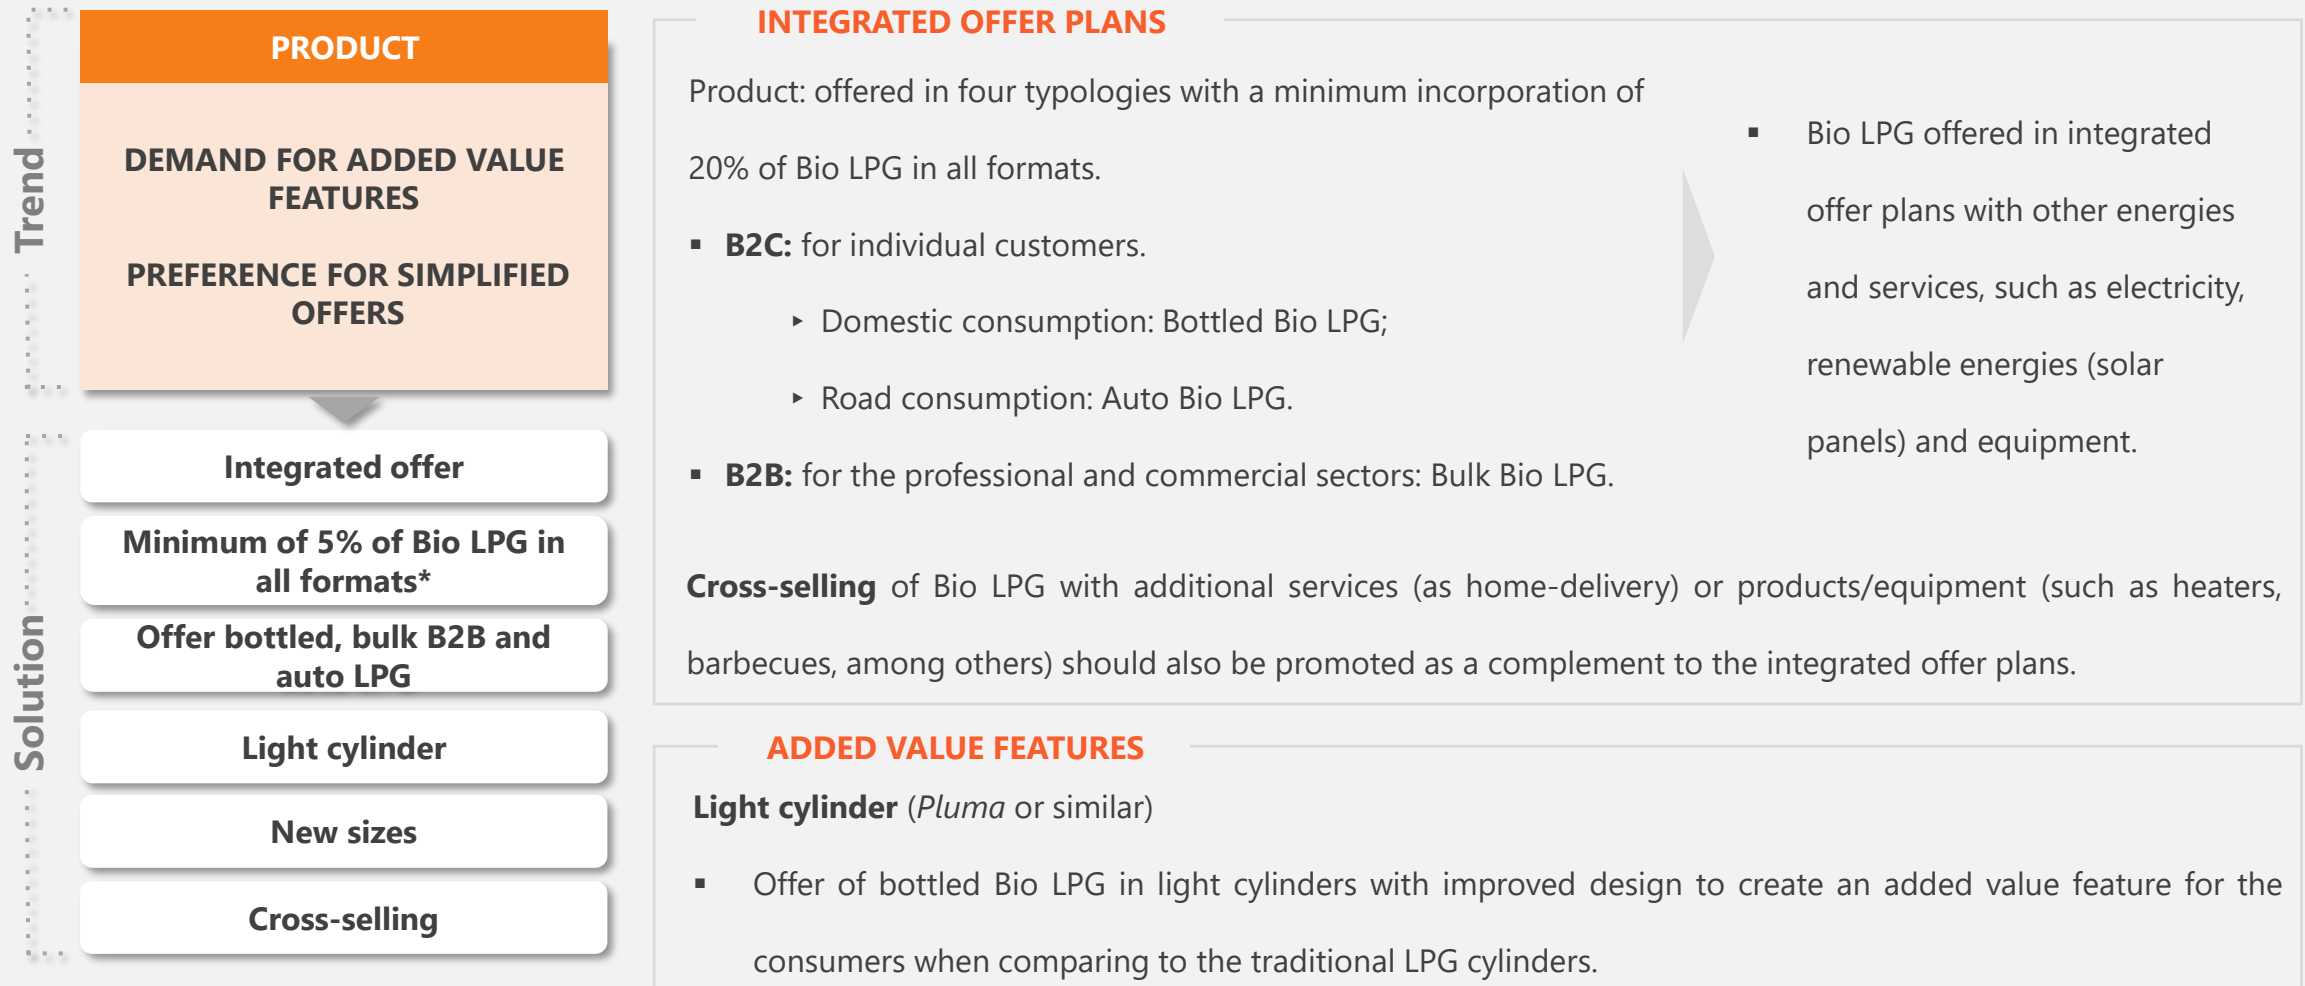 Trend
PRODUCT
DEMAND FOR ADDED VALUE
FEATURES
PREFERENCE FOR SIMPLIFIED
OFFERS
Solution
Integrated offer
Minimum of 5% of Bio LPG in
all formats*
Offer bottled, bulk B2B and
auto LPG
Light cylinder
New sizes
Cross-selling
INTEGRATED OFFER PLANS
Product: offered in four typologies with a minimum incorporation of
20% of Bio LPG in all formats.
▪ B2C: for individual customers.
▸ Domestic consumption: Bottled Bio LPG;
▸ Road consumption: Auto Bio LPG.
▪ B2B: for the professional and commercial sectors: Bulk Bio LPG.
▪ Bio LPG offered in integrated
offer plans with other energies
and services, such as electricity,
renewable energies (solar
panels) and equipment.
Cross-selling of Bio LPG with additional services (as home-delivery) or products/equipment (such as heaters,
barbecues, among others) should also be promoted as a complement to the integrated offer plans.
ADDED VALUE FEATURES
Light cylinder (Pluma or similar)
▪ Offer of bottled Bio LPG in light cylinders with improved design to create an added value feature for the
consumers when comparing to the traditional LPG cylinders.